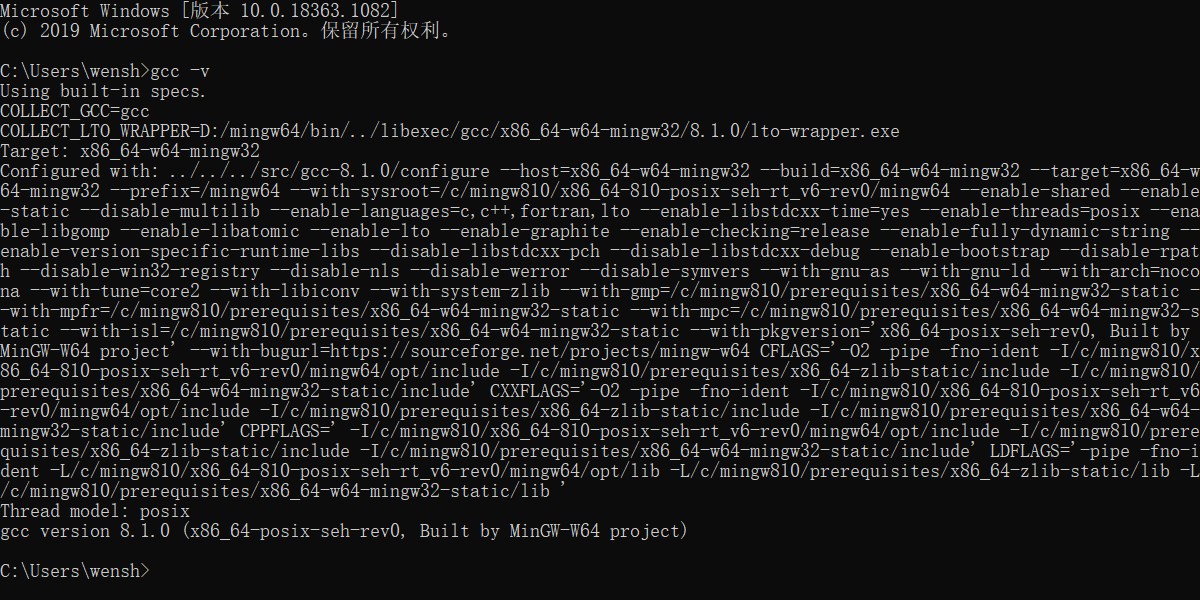 Microsoft Windows [版本 10.0.18363.1082]
(c) 2019 Microsoft Corporation。保留所有权利。
C:\Users\wensh>gcc -v
Using built-in specs.
COLLECT_GCC=gcc
COLLECT_LTO_WRAPPER=D:/mingw64/bin/../libexec/gcc/x86_64-w64-mingw32/8.1.0/lto-wrapper.exe
Target: x86_64-w64-mingw32
Configured with: ../../../src/gcc-8.1.0/configure --host=x86_64-w64-mingw32 --build=x86_64-w64-mingw32 --target=x86_64-w
64-mingw32 --prefix=/mingw64 --with-sysroot=/c/mingw810/x86_64-810-posix-seh-rt_v6-rev0/mingw64 --enable-shared --enable
-static --disable-multilib --enable-languages=c,c++,fortran,lto --enable-libstdcxx-time=yes --enable-threads=posix --ena
ble-libgomp --enable-libatomic --enable-lto --enable-graphite --enable-checking=release --enable-fully-dynamic-string --
enable-version-specific-runtime-libs --disable-libstdcxx-pch --disable-libstdcxx-debug --enable-bootstrap --disable-rpat
h --disable-win32-registry --disable-nls --disable-werror --disable-symvers --with-gnu-as --with-gnu-ld --with-arch=noco
na --with-tune=core2 --with-libiconv --with-system-zlib --with-gmp=/c/mingw810/prerequisites/x86_64-w64-mingw32-static -
-with-mpfr=/c/mingw810/prerequisites/x86_64-w64-mingw32-static --with-mpc=/c/mingw810/prerequisites/x86_64-w64-mingw32-s
tatic --with-isl=/c/mingw810/prerequisites/x86_64-w64-mingw32-static --with-pkgversion='x86_64-posix-seh-rev0, Built by
MinGW-W64 project' --with-bugurl=https://sourceforge.net/projects/mingw-w64 CFLAGS='-O2 -pipe -fno-ident -I/c/mingw810/x
86_64-810-posix-seh-rt_v6-rev0/mingw64/opt/include -I/c/mingw810/prerequisites/x86_64-zlib-static/include -I/c/mingw810/
prerequisites/x86_64-w64-mingw32-static/include' CXXFLAGS='-O2 -pipe -fno-ident -I/c/mingw810/x86_64-810-posix-seh-rt_v6
-rev0/mingw64/opt/include -I/c/mingw810/prerequisites/x86_64-zlib-static/include -I/c/mingw810/prerequisites/x86_64-w64-
mingw32-static/include' CPPFLAGS=' -I/c/mingw810/x86_64-810-posix-seh-rt_v6-rev0/mingw64/opt/include -I/c/mingw810/prere
quisites/x86_64-zlib-static/include -I/c/mingw810/prerequisites/x86_64-w64-mingw32-static/include' LDFLAGS='-pipe -fno-i
dent -L/c/mingw810/x86_64-810-posix-seh-rt_v6-rev0/mingw64/opt/lib -L/c/mingw810/prerequisites/x86_64-zlib-static/lib -L
/c/mingw810/prerequisites/x86_64-w64-mingw32-static/lib '
Thread model: posix
gcc version 8.1.0 (x86_64-posix-seh-rev0, Built by MinGW-W64 project)
C:\Users\wensh>